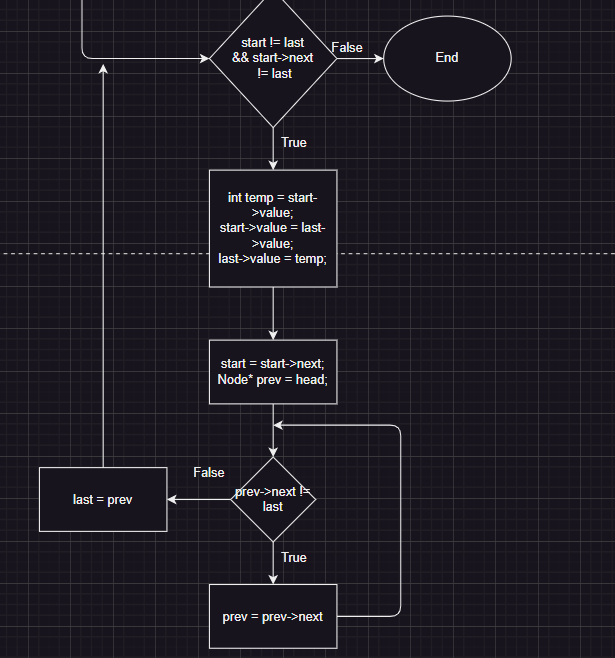 start != last
&& start->next
!= last
False
End
True
int temp = start-
>value;
start->value = last-
>value;
last->value = temp;
start = start->next;
Node* prev = head;
False
prev->next !=
last
last = prev
True
prev = prev->next